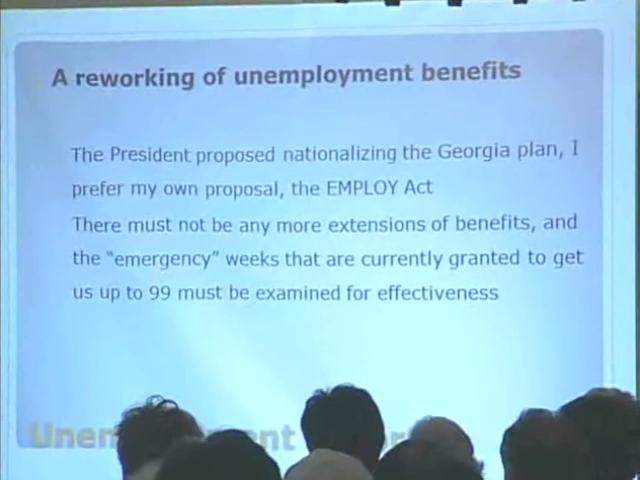 A reworking of unemployment benefits
The President proposed nationalizing the Georgia plan, I
prefer my own proposal, the EMPLOY Act
There must not be any more extensions of benefits, and
the “emergency” weeks that are currently granted to get
us up to 99 must be examined for effectiveness